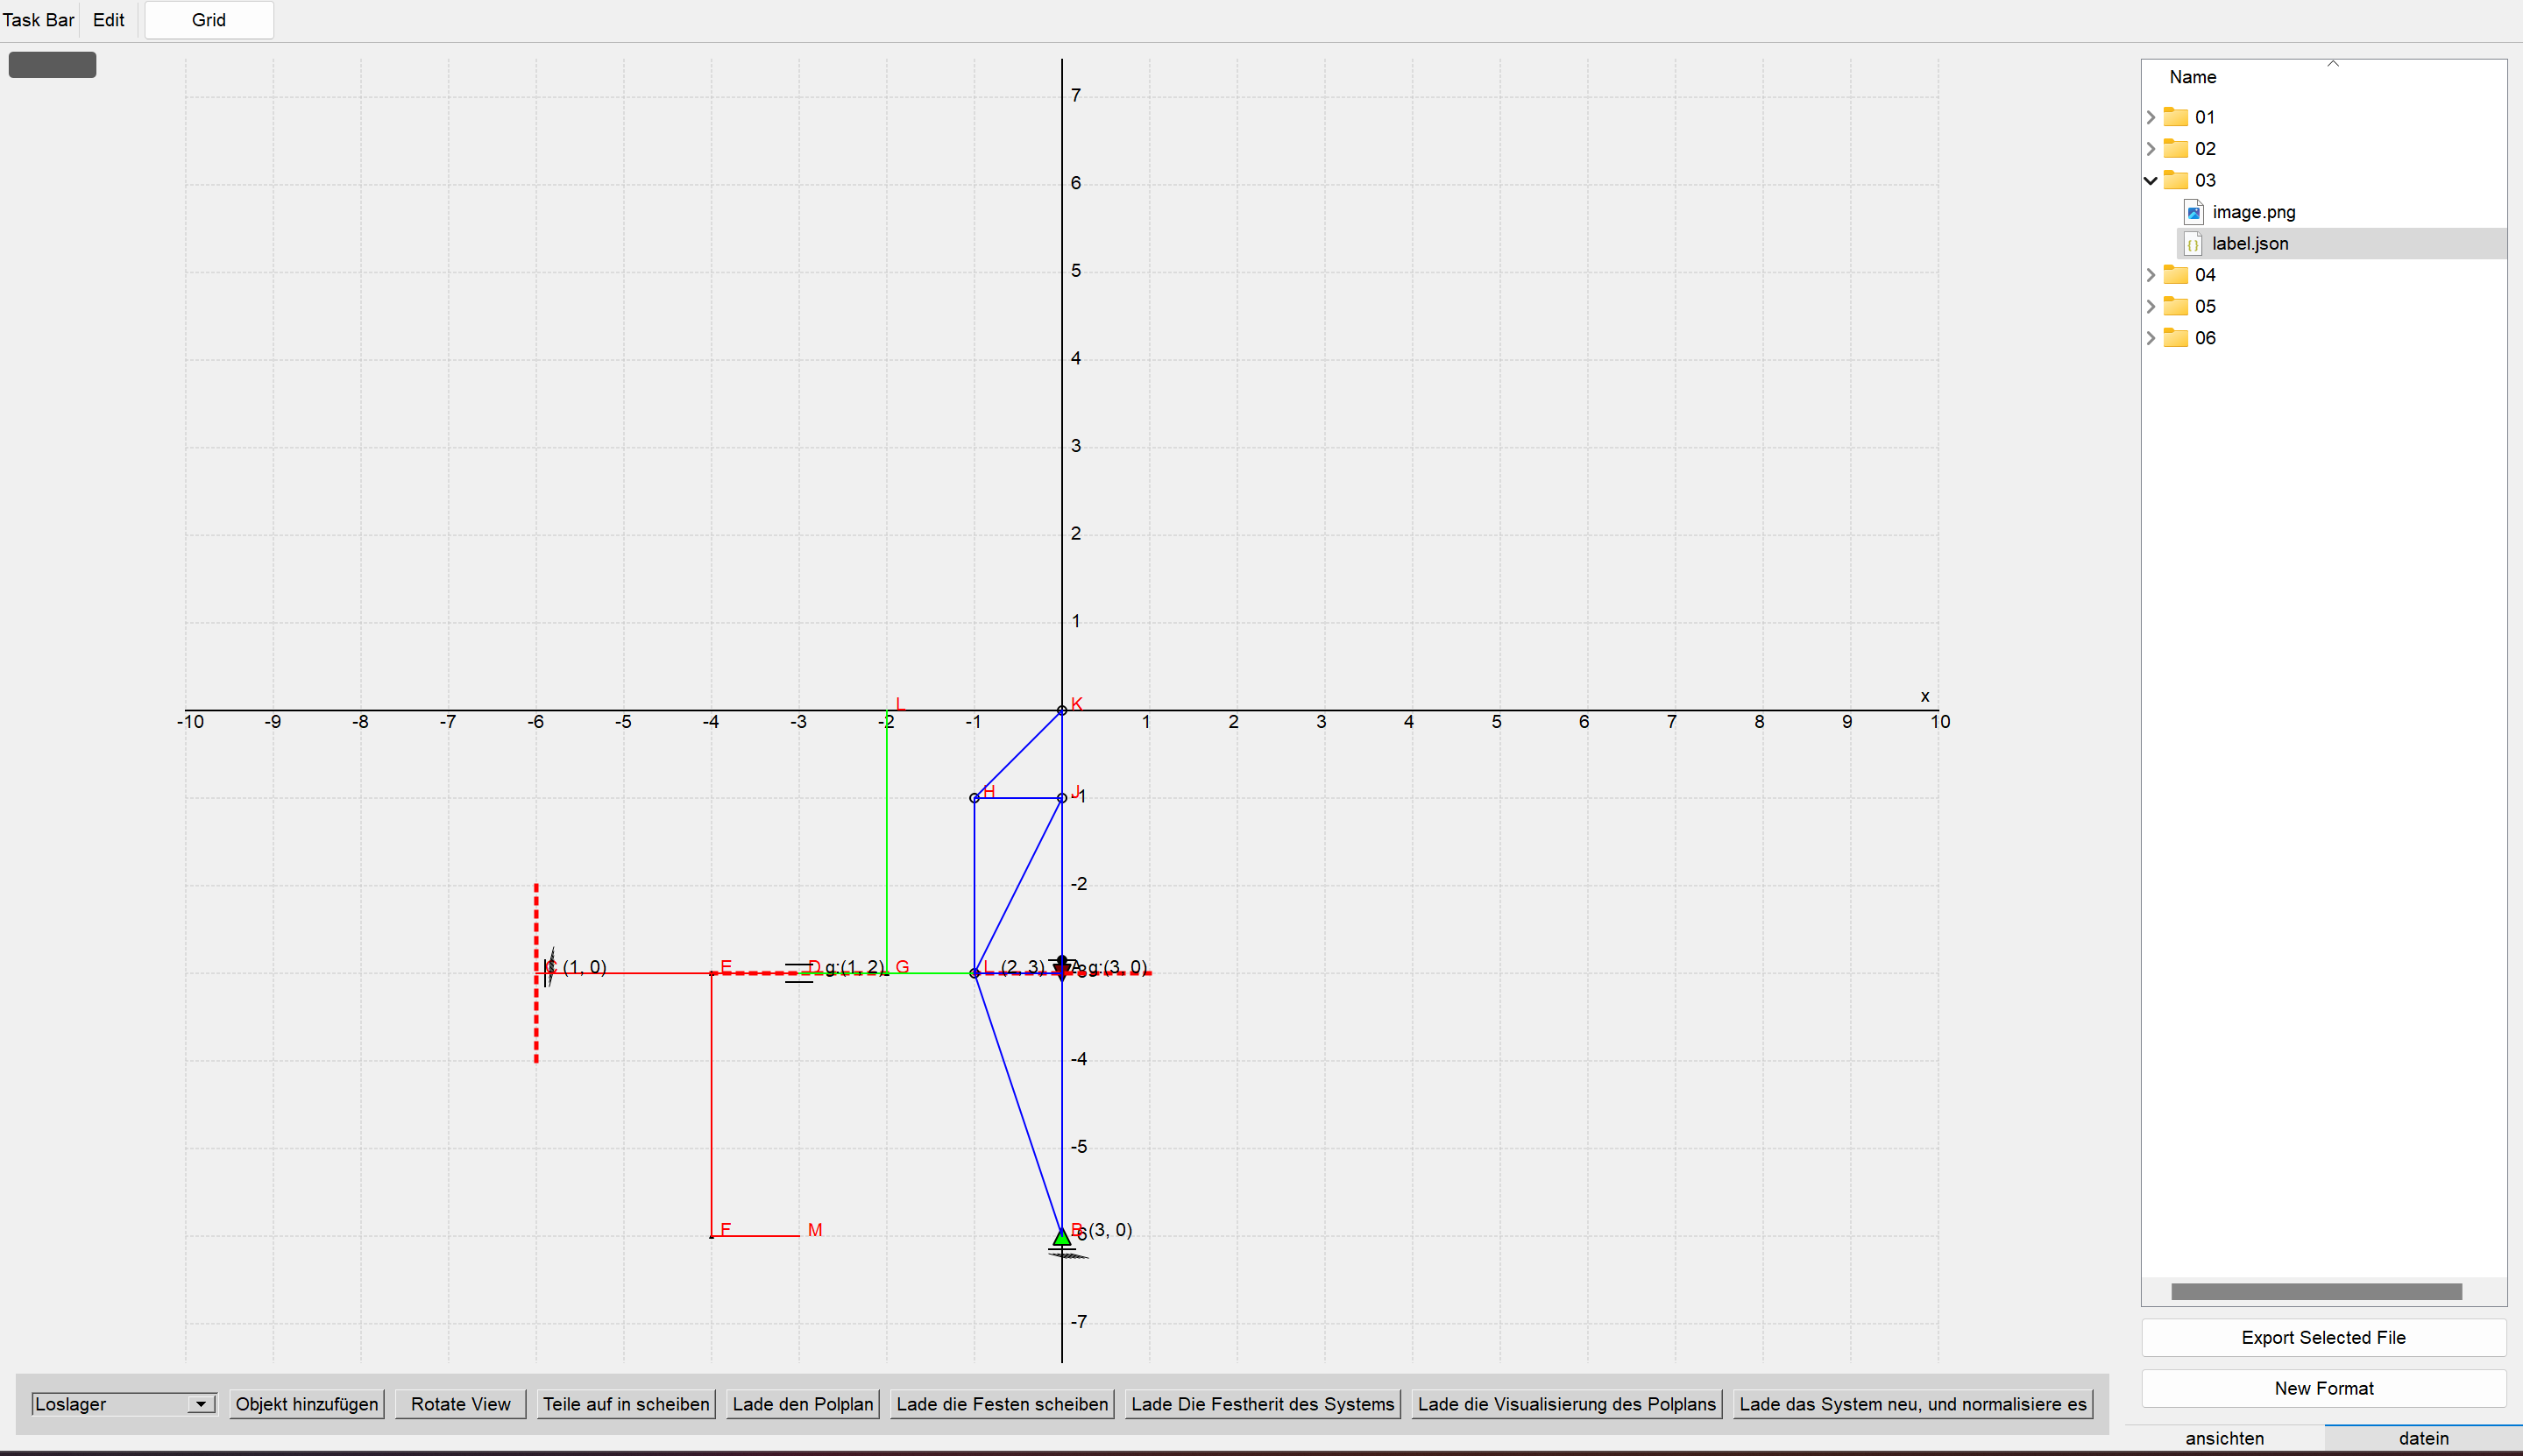 Task Bar Edit Grid
Name
01
02
03
image.png
label.json
04
05
06
7
6
5
4
3
2
1
x
L K
-10 -9 -8 -7 -6 -5 -4 -3 -2 -1 1 2 3 4 5 6 7 8 9 10
H J -1
-2
C (1, 0) E D g:(1, 2) G I (2, 3) A g:(3, 0)
-4
-5
F M B (3, 0)
-6
-7
Export Selected File
New Format
Loslager Objekt hinzufügen Rotate View Teile auf in scheiben Lade den Polplan Lade die Festen scheiben Lade Die Festherit des Systems Lade die Visualisierung des Polplans Lade das System neu, und normalisiere es
ansichten datein